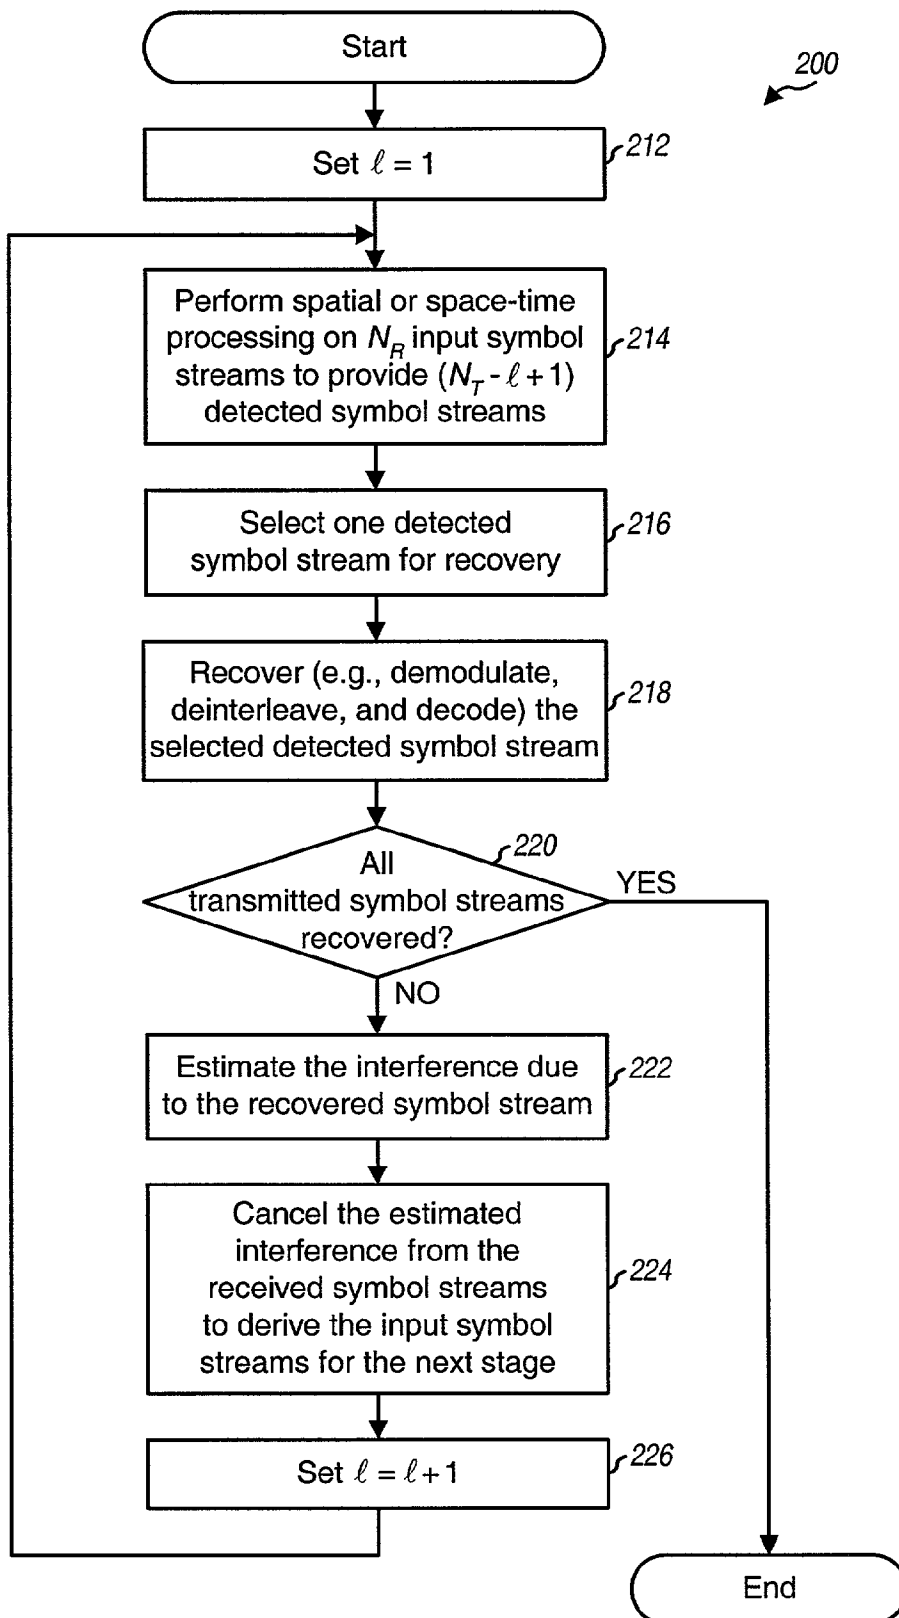 Start
200
Set ℓ = 1
212
Perform spatial or space-time
processing on N_R input symbol
streams to provide (N_T - ℓ + 1)
detected symbol streams
214
Select one detected
symbol stream for recovery
216
Recover (e.g., demodulate,
deinterleave, and decode) the
selected detected symbol stream
218
220
All
transmitted symbol streams
recovered?
YES
NO
Estimate the interference due
to the recovered symbol stream
222
Cancel the estimated
interference from the
received symbol streams
to derive the input symbol
streams for the next stage
224
Set ℓ = ℓ + 1
226
End